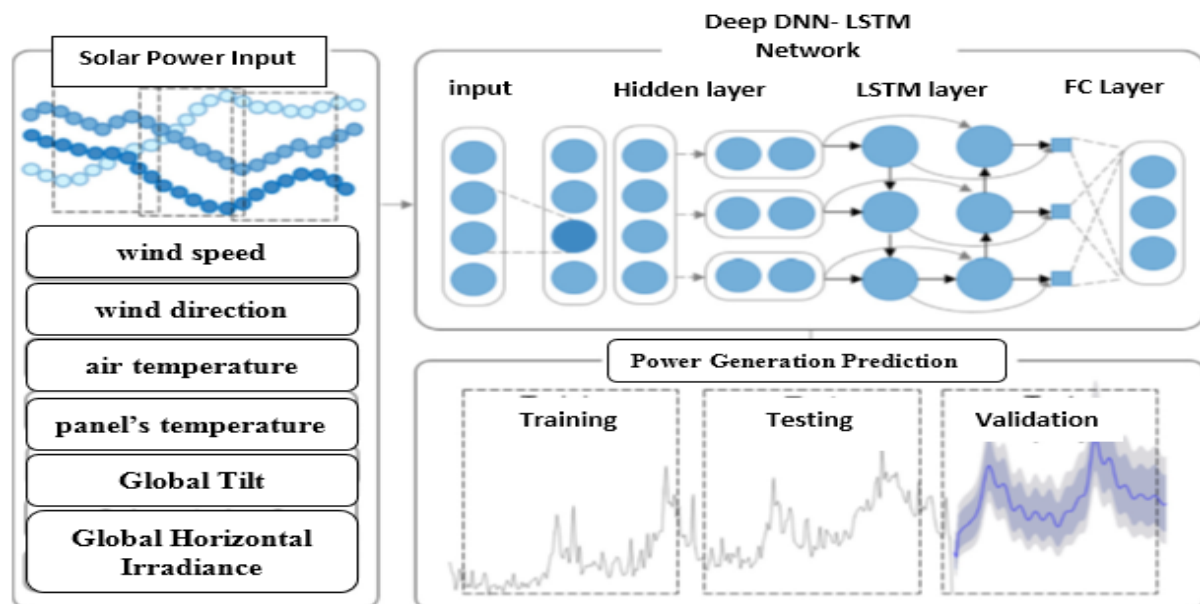 Solar Power Input
wind speed
wind direction
air temperature
panel's temperature
Global Tilt
Global Horizontal
Irradiance
Deep DNN- LSTM
Network
input
Hidden layer
LSTM layer
FC Layer
Power Generation Prediction
Training
Testing
Validation